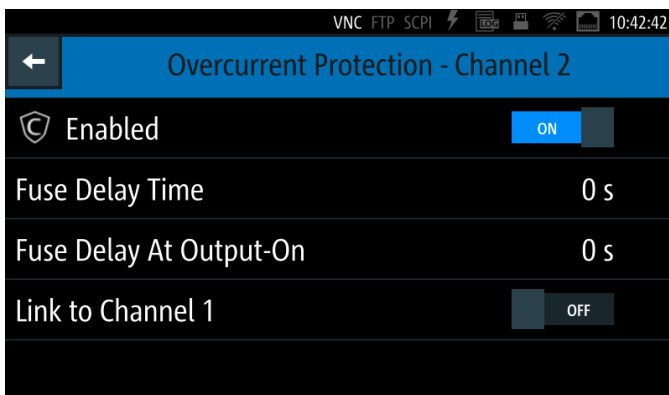 VNC FTP SCPI LOG 10:42:42
Overcurrent Protection - Channel 2
C Enabled ON
Fuse Delay Time 0 s
Fuse Delay At Output-On 0 s
Link to Channel 1 OFF